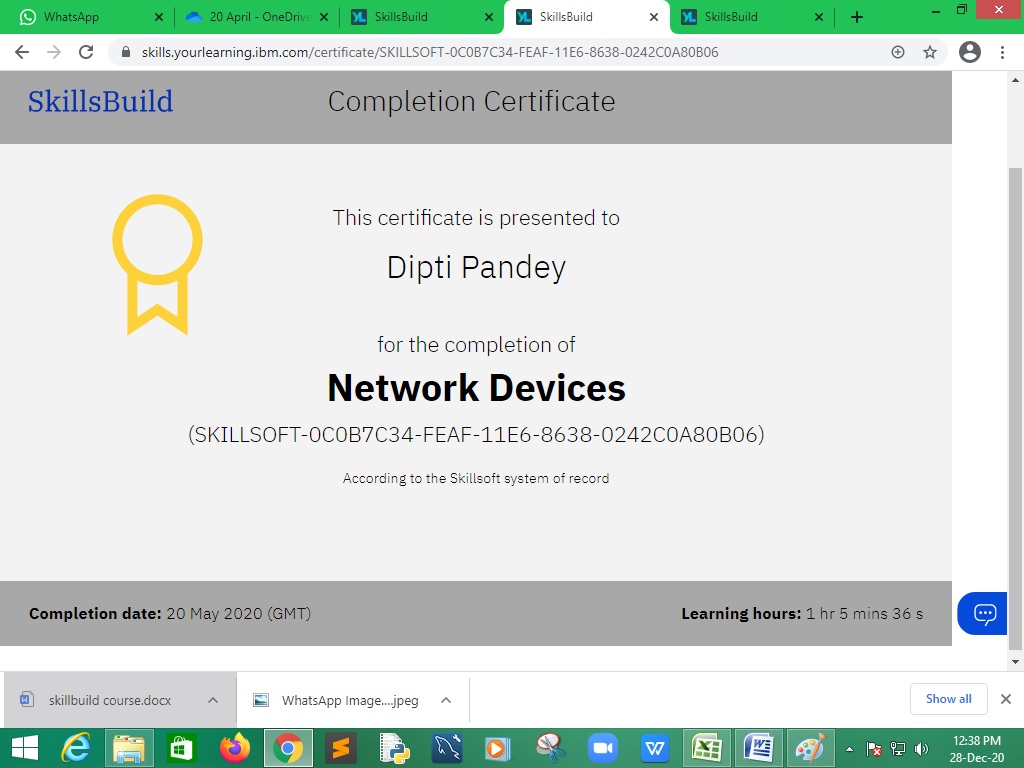 WhatsApp
20 April - OneDrive
SkillsBuild
SkillsBuild
SkillsBuild
skills.yourlearning.ibm.com/certificate/SKILLSOFT-0C0B7C34-FEAF-11E6-8638-0242C0A80B06
SkillsBuild
Completion Certificate
This certificate is presented to
Dipti Pandey
for the completion of
Network Devices
(SKILLSOFT-0C0B7C34-FEAF-11E6-8638-0242C0A80B06)
According to the Skillsoft system of record
Completion date: 20 May 2020 (GMT)
Learning hours: 1 hr 5 mins 36 s
skillbuild course.docx
WhatsApp Image....jpeg
Show all
12:38 PM
28-Dec-20